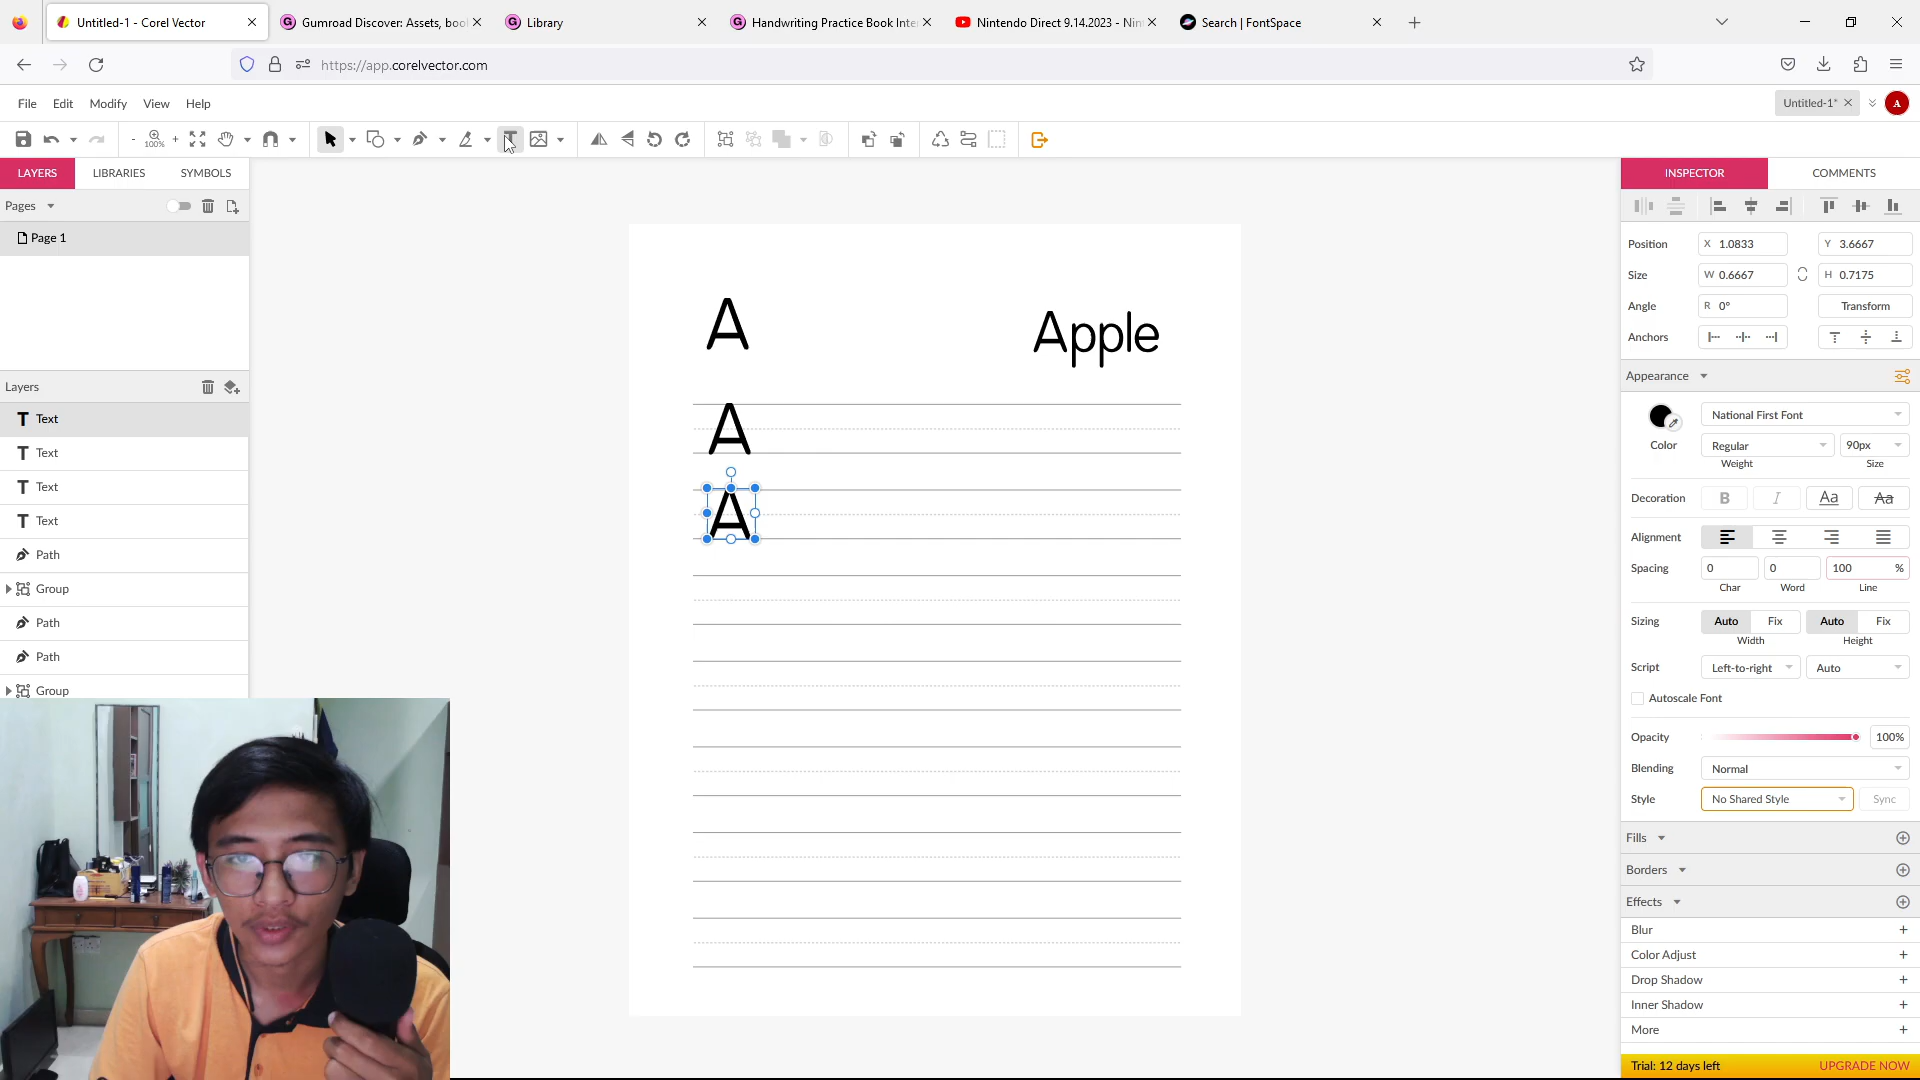 Untitled-1 - Corel Vector
Gumroad Discover: Assets, boo
Library
Handwriting Practice Book Inte
Nintendo Direct 9.14.2023 - Nin
Search | FontSpace
https://app.corelvector.com
File Edit Modify View Help
Untitled-1*
A
- 100% +
LAYERS LIBRARIES SYMBOLS
Pages
Page 1
Layers
Text
Text
Text
Text
Path
Group
Path
Path
Group
A Apple
A
A
INSPECTOR COMMENTS
Position X 1.0833 Y 3.6667
Size W 0.6667 H 0.7175
Angle R 0° Transform
Anchors
Appearance
National First Font
Color Regular 90px
Weight Size
Decoration B I Aa Aa
Alignment
Spacing 0 0 100 %
Char Word Line
Sizing Auto Fix Auto Fix
Width Height
Script Left-to-right Auto
Autoscale Font
Opacity 100%
Blending Normal
Style No Shared Style Sync
Fills
Borders
Effects
Blur
Color Adjust
Drop Shadow
Inner Shadow
More
Trial: 12 days left UPGRADE NOW